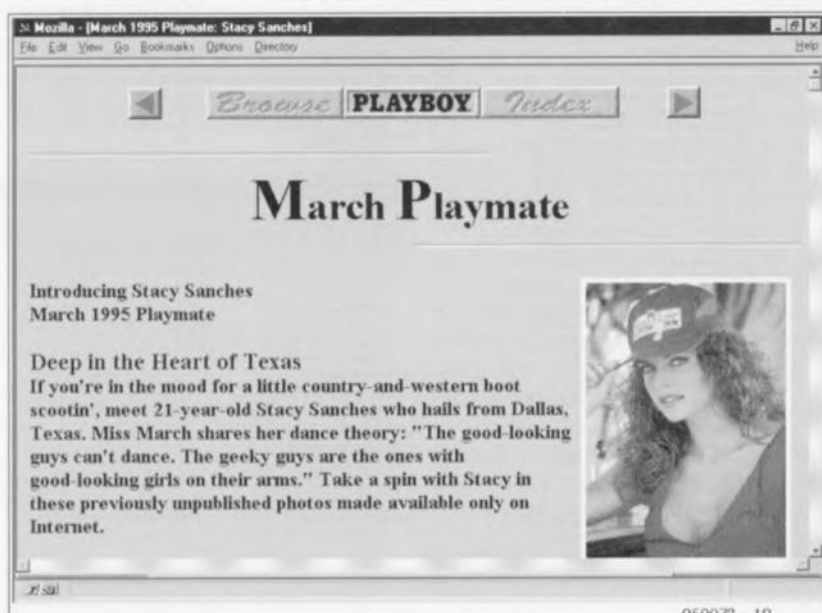 Mozilla - [March 1995 Playmate: Stacy Sanches]
File Edit View Go Bookmarks Options Directory Help
Browse PLAYBOY Index
March Playmate
Introducing Stacy Sanches
March 1995 Playmate
Deep in the Heart of Texas
If you're in the mood for a little country-and-western boot
scootin', meet 21-year-old Stacy Sanches who hails from Dallas,
Texas. Miss March shares her dance theory: "The good-looking
guys can't dance. The geeky guys are the ones with
good-looking girls on their arms." Take a spin with Stacy in
these previously unpublished photos made available only on
Internet.